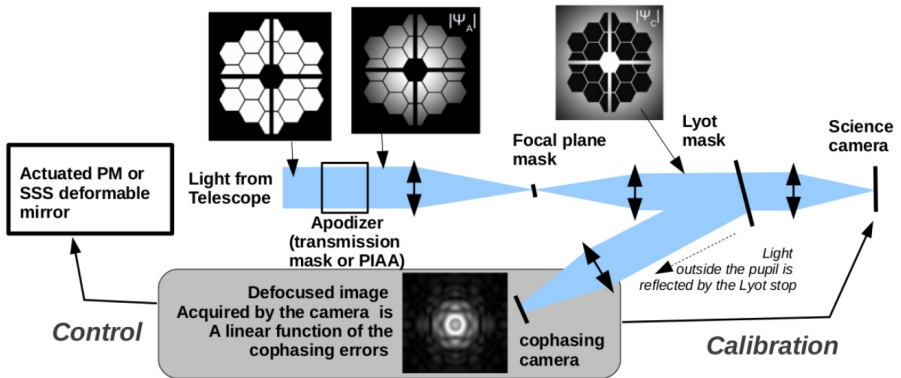 |Ψ_A|
|Ψ_C|
Lyot
mask
Science
camera
Focal plane
mask
Actuated PM or
SSS deformable
mirror
Light from
Telescope
Apodizer
(transmission
mask or PIAA)
Light
outside the pupil is
reflected by the Lyot stop
Defocused image
Acquired by the camera is
A linear function of the
cophasing errors
cophasing
camera
Control
Calibration